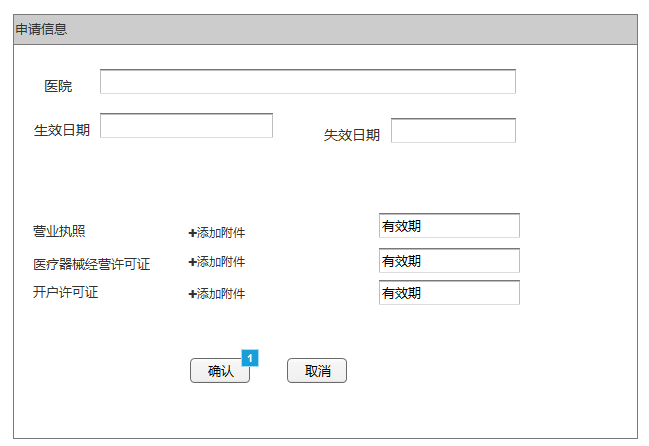 申请信息
医院
生效日期
失效日期
营业执照 +添加附件 有效期
医疗器械经营许可证 +添加附件 有效期
开户许可证 +添加附件 有效期
确认 1 取消